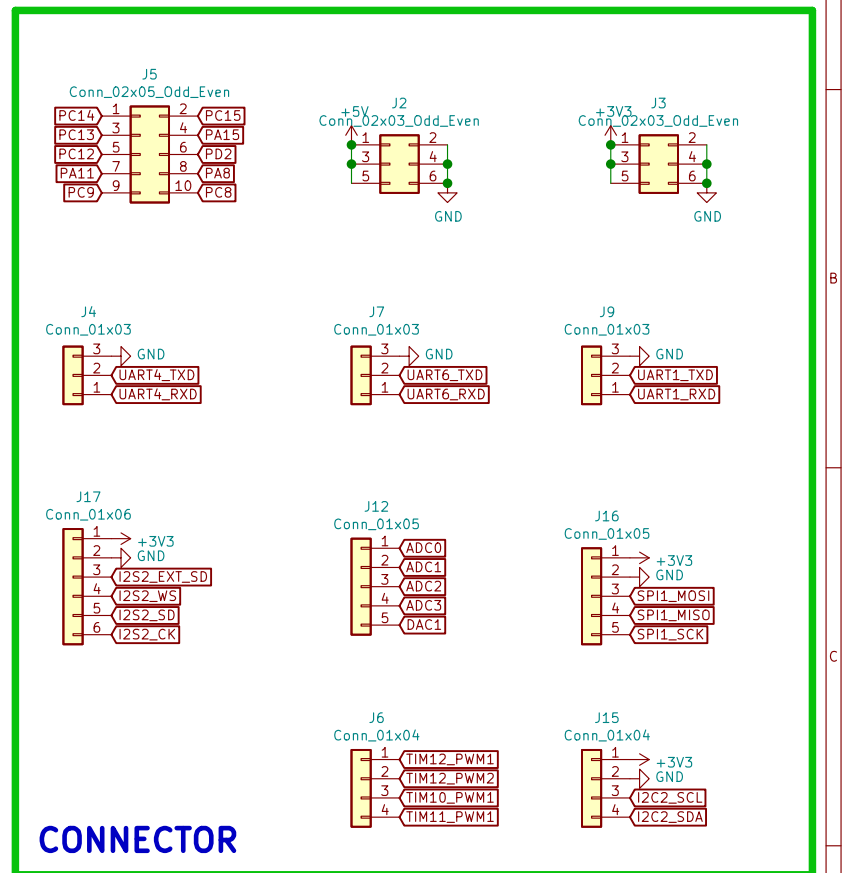 J5
Conn_02x05_Odd_Even
PC14 1 2 PC15
PC13 3 4 PA15
PC12 5 6 PD2
PA11 7 8 PA8
PC9 9 10 PC8
J2
+5V
Conn_02x03_Odd_Even
1 2
3 4
5 6
GND
J3
+3V3
Conn_02x03_Odd_Even
1 2
3 4
5 6
GND
B
J4
Conn_01x03
3 GND
2 UART4_TXD
1 UART4_RXD
J7
Conn_01x03
3 GND
2 UART6_TXD
1 UART6_RXD
J9
Conn_01x03
3 GND
2 UART1_TXD
1 UART1_RXD
J17
Conn_01x06
1 +3V3
2 GND
3 I2S2_EXT_SD
4 I2S2_WS
5 I2S2_SD
6 I2S2_CK
J12
Conn_01x05
1 ADC0
2 ADC1
3 ADC2
4 ADC3
5 DAC1
J16
Conn_01x05
1 +3V3
2 GND
3 SPI1_MOSI
4 SPI1_MISO
5 SPI1_SCK
C
J6
Conn_01x04
1 TIM12_PWM1
2 TIM12_PWM2
3 TIM10_PWM1
4 TIM11_PWM1
J15
Conn_01x04
1 +3V3
2 GND
3 I2C2_SCL
4 I2C2_SDA
CONNECTOR